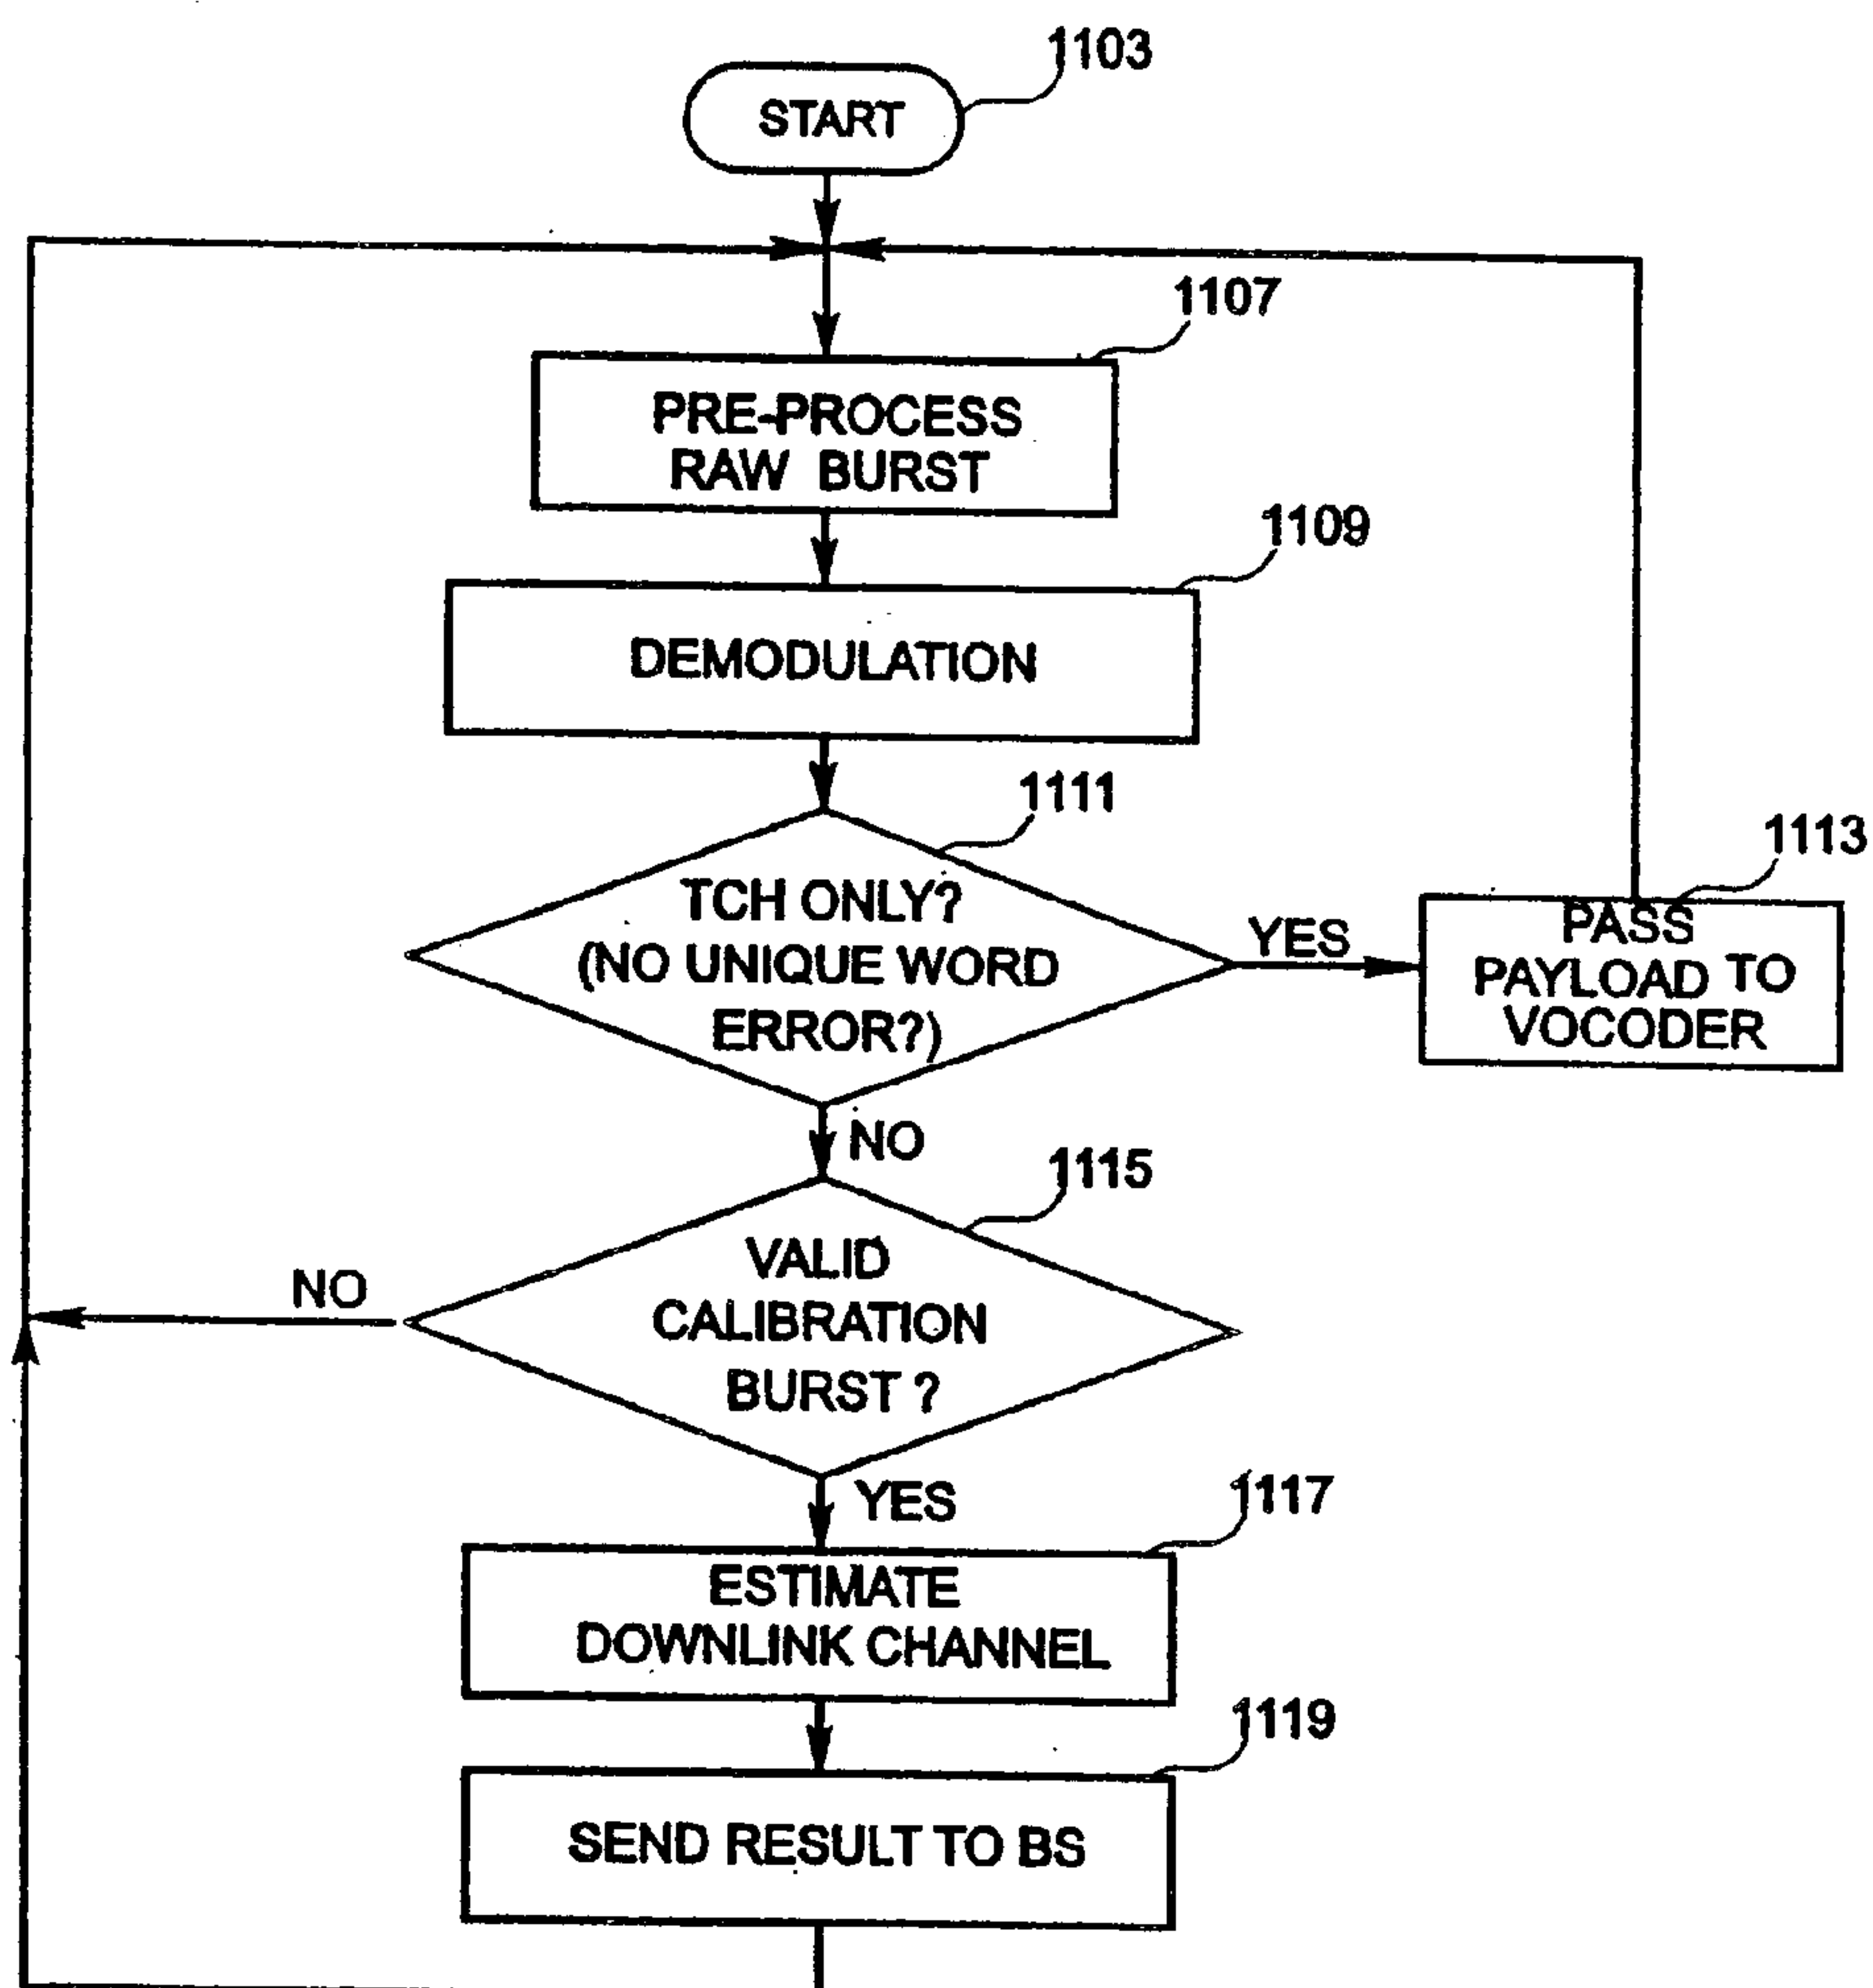 1103
START
1107
PRE-PROCESS
RAW BURST
1109
DEMODULATION
1111
TCH ONLY?
(NO UNIQUE WORD
ERROR?)
YES
1113
PASS
PAYLOAD TO
VOCODER
NO
1115
VALID
CALIBRATION
BURST ?
NO
YES
1117
ESTIMATE
DOWNLINK CHANNEL
1119
SEND RESULT TO BS